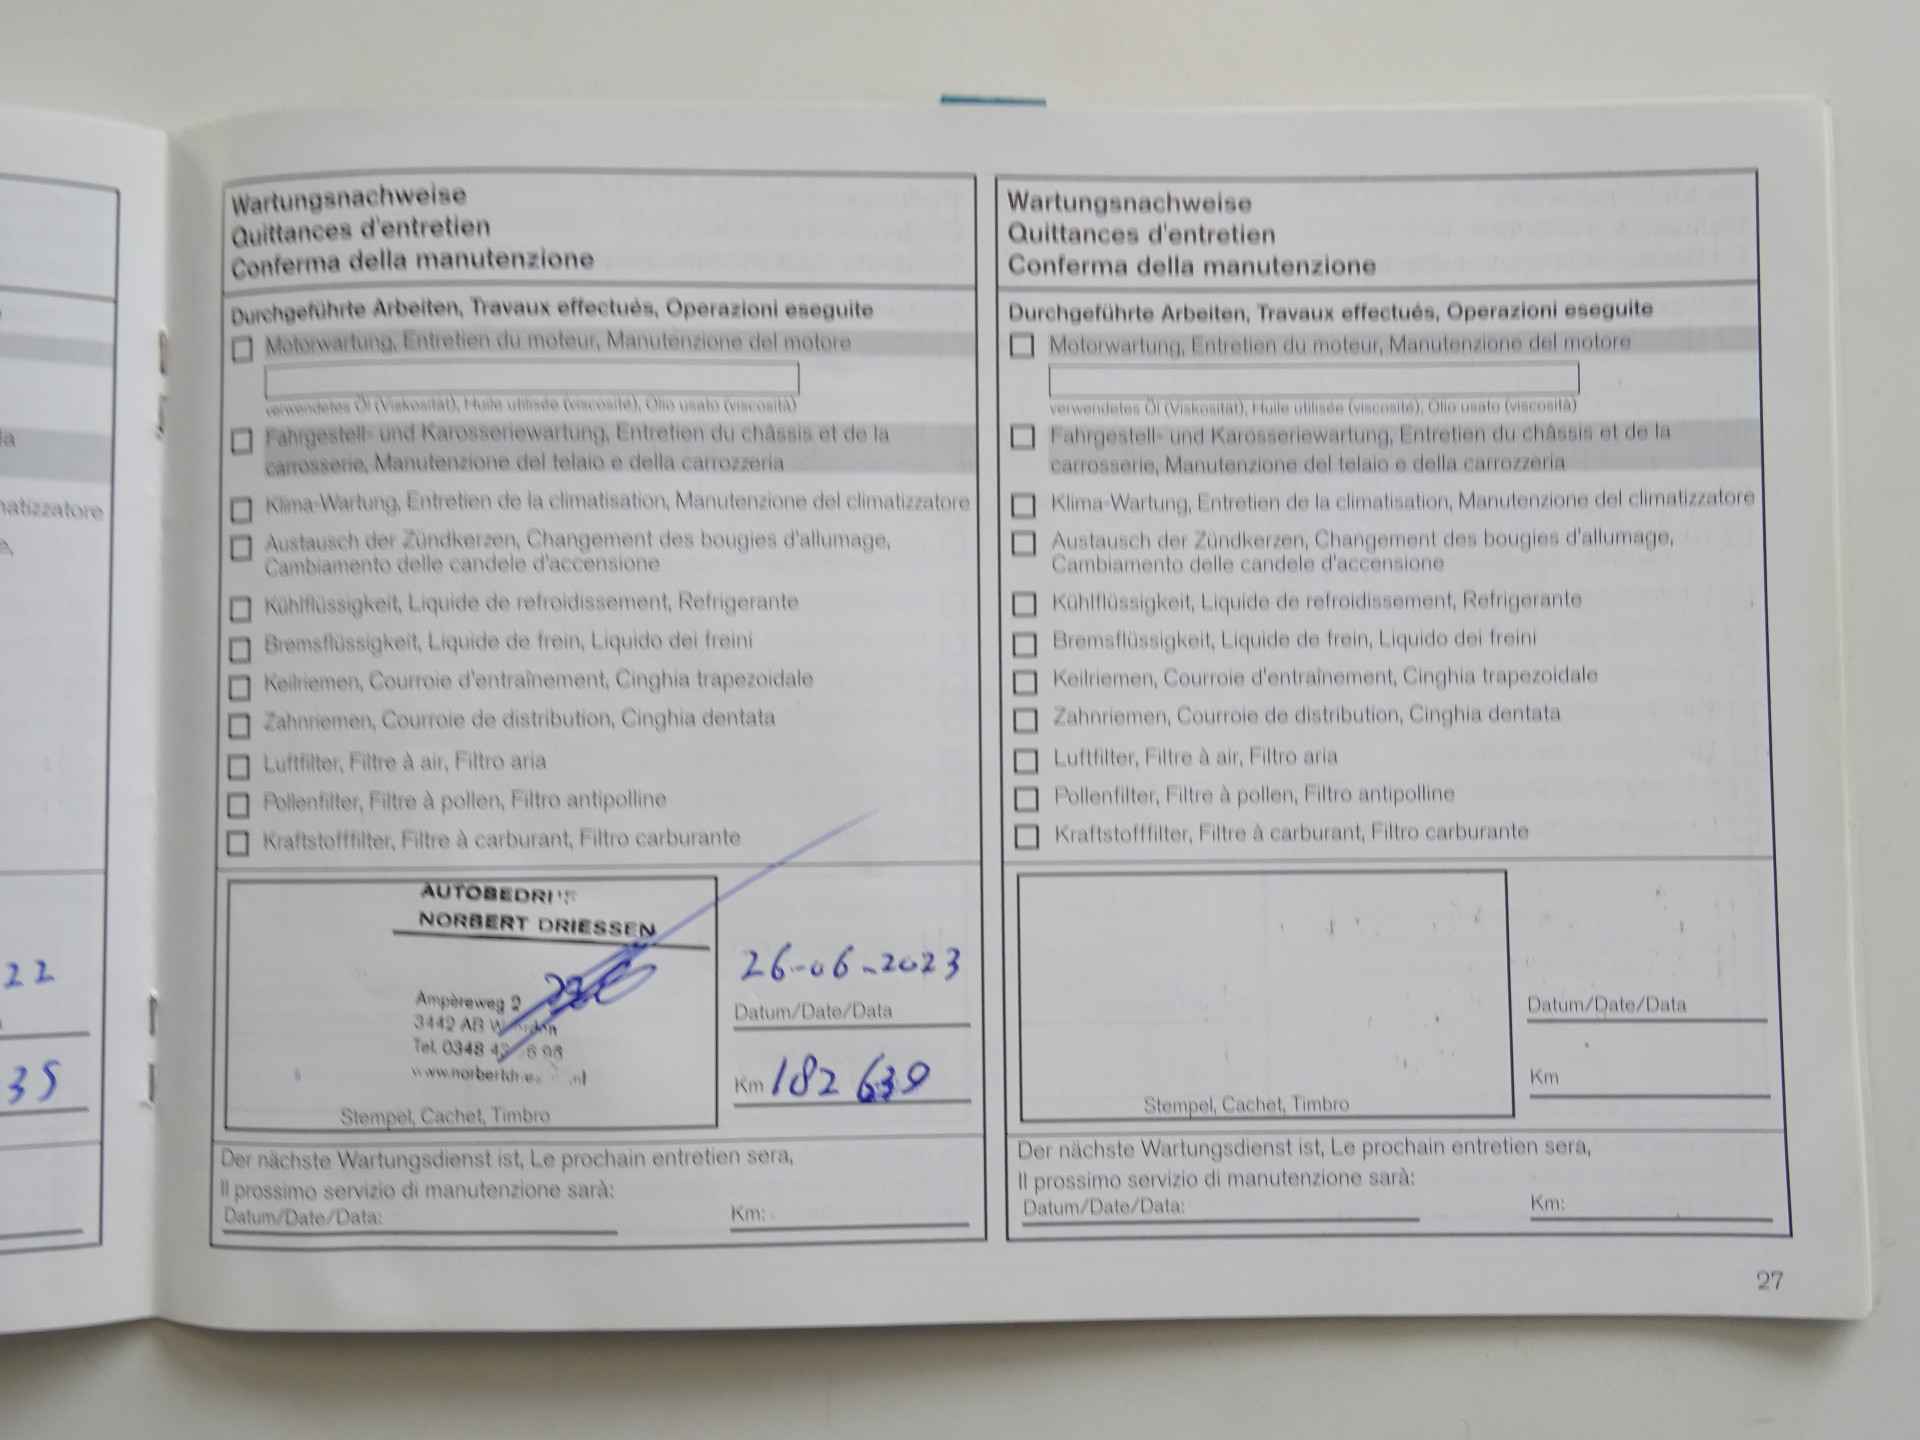 la
matizzatore
e,
22
35
Wartungsnachweise
Quittances d'entretien
Conferma della manutenzione
Durchgeführte Arbeiten, Travaux effectués, Operazioni eseguite
Motorwartung, Entretien du moteur, Manutenzione del motore
verwendetes Öl (Viskosität), Huile utilisée (viscosité), Olio usato (viscosità)
Fahrgestell- und Karosseriewartung, Entretien du châssis et de la
carrosserie, Manutenzione del telaio e della carrozzeria
Klima-Wartung, Entretien de la climatisation, Manutenzione del climatizzatore
Austausch der Zündkerzen, Changement des bougies d'allumage,
Cambiamento delle candele d'accensione
Kühlflüssigkeit, Liquide de refroidissement, Refrigerante
Bremsflüssigkeit, Liquide de frein, Liquido dei freini
Keilriemen, Courroie d'entraînement, Cinghia trapezoidale
Zahnriemen, Courroie de distribution, Cinghia dentata
Luftfilter, Filtre à air, Filtro aria
Pollenfilter, Filtre à pollen, Filtro antipolline
Kraftstofffilter, Filtre à carburant, Filtro carburante
NORBERT DRIESSEN
Ampèreweg 2
3442 AB
Tel. 0348
Stempel, Cachet, Timbro
26-06-2023
Datum/Date/Data
Km 182 639
Der nächste Wartungsdienst ist, Le prochain entretien sera,
Il prossimo servizio di manutenzione sarà:
Datum/Date/Data: Km:
Wartungsnachweise
Quittances d'entretien
Conferma della manutenzione
Durchgeführte Arbeiten, Travaux effectués, Operazioni eseguite
Motorwartung, Entretien du moteur, Manutenzione del motore
verwendetes Öl (Viskosität), Huile utilisée (viscosité), Olio usato (viscosità)
Fahrgestell- und Karosseriewartung, Entretien du châssis et de la
carrosserie, Manutenzione del telaio e della carrozzeria
Klima-Wartung, Entretien de la climatisation, Manutenzione del climatizzatore
Austausch der Zündkerzen, Changement des bougies d'allumage,
Cambiamento delle candele d'accensione
Kühlflüssigkeit, Liquide de refroidissement, Refrigerante
Bremsflüssigkeit, Liquide de frein, Liquido dei freini
Keilriemen, Courroie d'entraînement, Cinghia trapezoidale
Zahnriemen, Courroie de distribution, Cinghia dentata
Luftfilter, Filtre à air, Filtro aria
Pollenfilter, Filtre à pollen, Filtro antipolline
Kraftstofffilter, Filtre à carburant, Filtro carburante
Stempel, Cachet, Timbro
Datum/Date/Data
Km
Der nächste Wartungsdienst ist, Le prochain entretien sera,
Il prossimo servizio di manutenzione sarà:
Datum/Date/Data: Km:
27